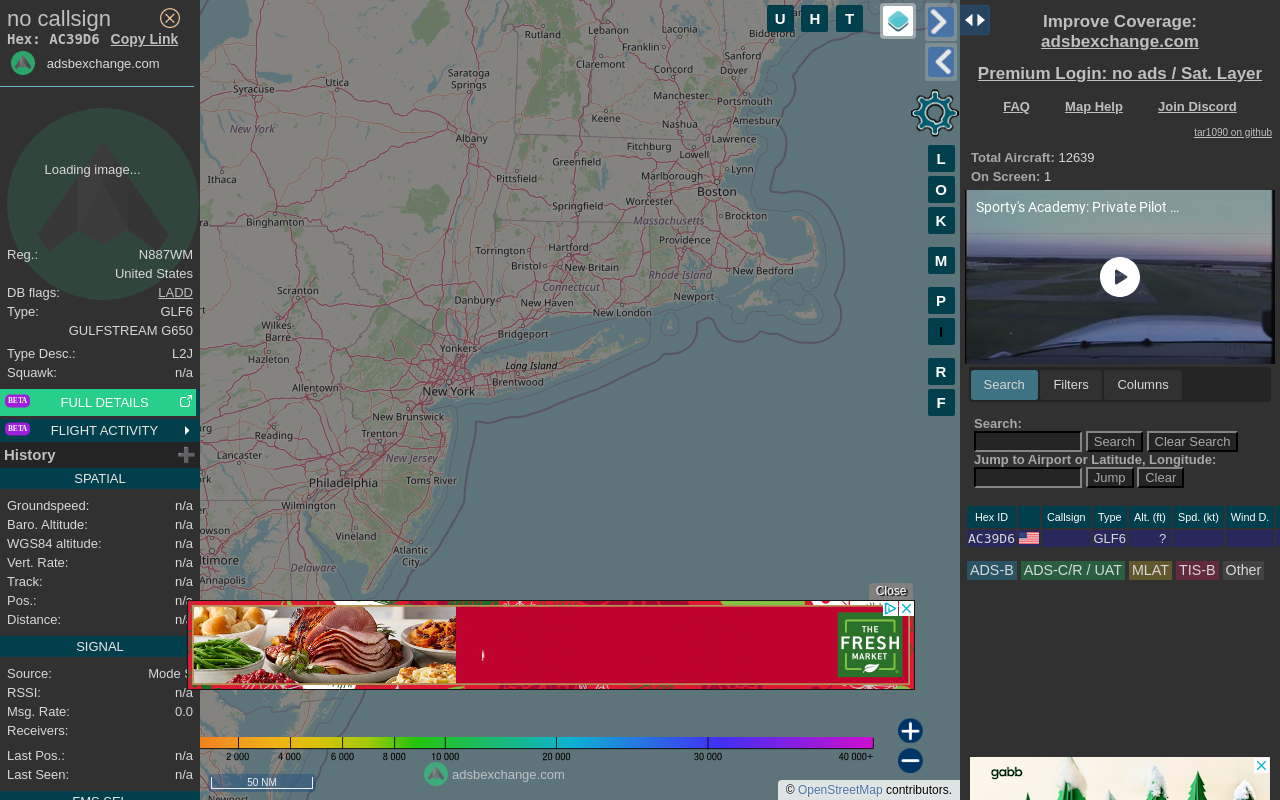 no callsign
Hex: AC39D6 Copy Link
adsbexchange.com
Loading image...
Reg.: N887WM
United States
DB flags: LADD
Type: GLF6
GULFSTREAM G650
Type Desc.: L2J
Squawk: n/a
BETA FULL DETAILS
BETA FLIGHT ACTIVITY
History
SPATIAL
Groundspeed: n/a
Baro. Altitude: n/a
WGS84 altitude: n/a
Vert. Rate: n/a
Track: n/a
Pos.: n/a
Distance: n/a
SIGNAL
Source: Mode S
RSSI: n/a
Msg. Rate: 0.0
Receivers:
Last Pos.: n/a
Last Seen: n/a
FMS SEL
U H T
L
O
K
M
P
I
R
F
Rutland
Lebanon
Laconia
Biddeford
Franklin
Claremont
Sanford
Concord
Dover
Utica
Saratoga
Springs
Syracuse
Manchester
Portsmouth
Keene
Nashua
Amesbury
New York
Albany
Fitchburg
Lawrence
Lowell
Greenfield
Lynn
Ithaca
Pittsfield
Marlborough
Boston
Springfield
Worcester
Massachusetts
Brockton
Binghamton
Hartford
Providence
Torrington
Bristol
New Britain
Rhode Island
New Bedford
Connecticut
Scranton
Danbury
New Haven
Newport
New London
Wilkes-
Barre
Bridgeport
Yonkers
Hazleton
Long Island
Brentwood
Allentown
New York
New Brunswick
Reading
Trenton
Lancaster
New Jersey
Philadelphia
Toms River
Wilmington
Vineland
Atlantic
City
Annapolis
Delaware
Close
THE
FRESH
MARKET
2 000 4 000 6 000 8 000 10 000 20 000 30 000 40 000+
adsbexchange.com
50 NM
© OpenStreetMap contributors.
Improve Coverage:
adsbexchange.com
Premium Login: no ads / Sat. Layer
FAQ Map Help Join Discord
tar1090 on github
Total Aircraft: 12639
On Screen: 1
Sporty's Academy: Private Pilot ...
Search Filters Columns
Search:
Search Clear Search
Jump to Airport or Latitude, Longitude:
Jump Clear
Hex ID Callsign Type Alt. (ft) Spd. (kt) Wind D.
AC39D6 GLF6 ?
ADS-B ADS-C/R / UAT MLAT TIS-B Other
gabb